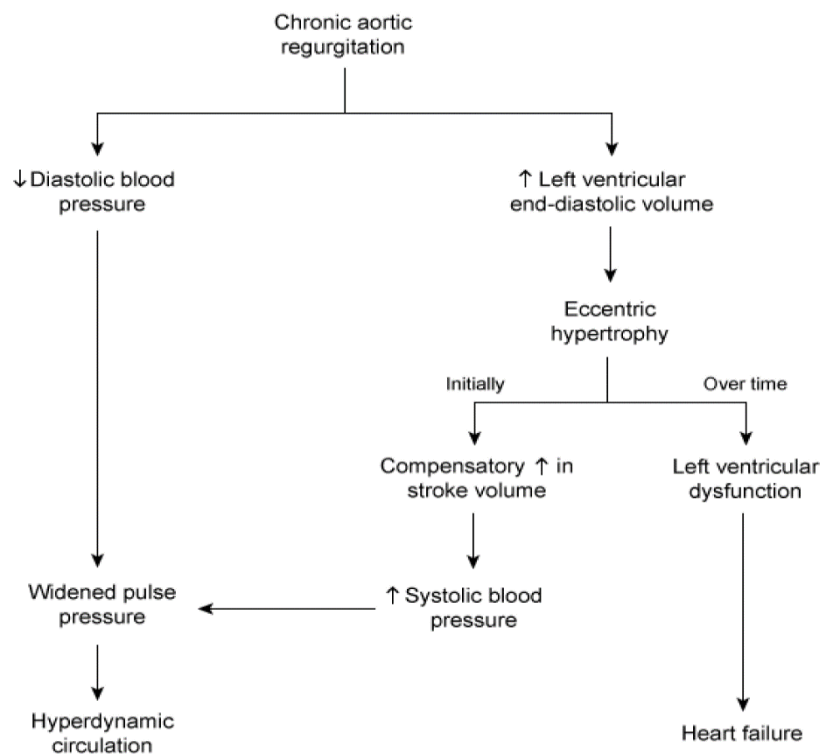 Chronic aortic
regurgitation
↓ Diastolic blood
pressure
↑ Left ventricular
end-diastolic volume
Eccentric
hypertrophy
Initially
Over time
Compensatory ↑ in
stroke volume
Left ventricular
dysfunction
Widened pulse
pressure
↑ Systolic blood
pressure
Hyperdynamic
circulation
Heart failure